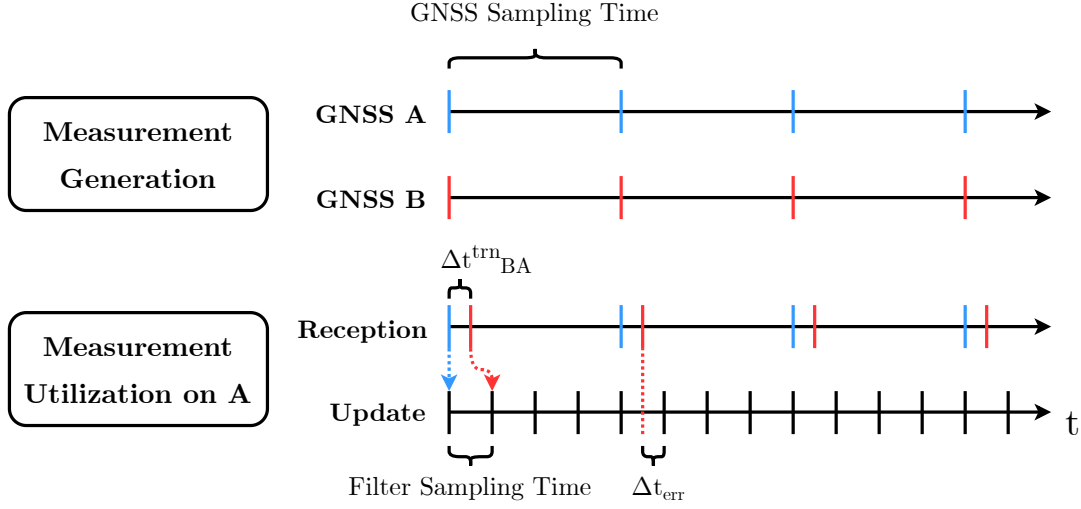 GNSS Sampling Time
Measurement
Generation
GNSS A
GNSS B
Δt^trn_BA
Measurement
Utilization on A
Reception
Update
t
Filter Sampling Time
Δt_err